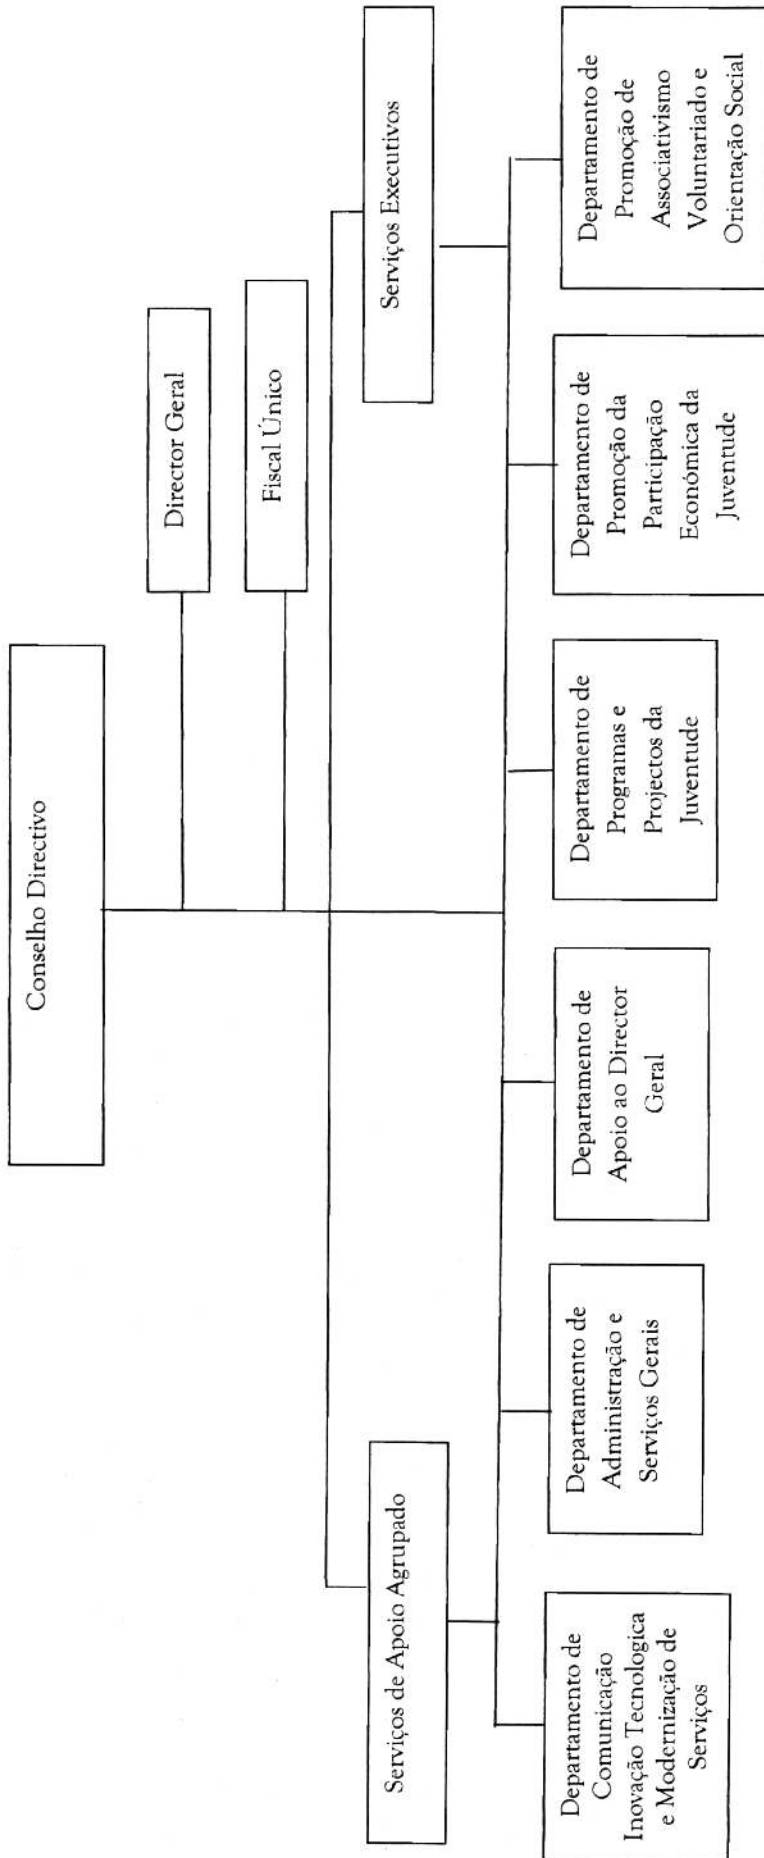 Conselho Directivo
Director Geral
Fiscal Único
Serviços de Apoio Agrupado
Serviços Executivos
Departamento de
Comunicação
Inovação Tecnologica
e Modernização de
Serviços
Departamento de
Administração e
Serviços Gerais
Departamento de
Apoio ao Director
Geral
Departamento de
Programas e
Projectos da
Juventude
Departamento de
Promoção da
Participação
Económica da
Juventude
Departamento de
Promoção de
Associativismo
Voluntariado e
Orientação Social